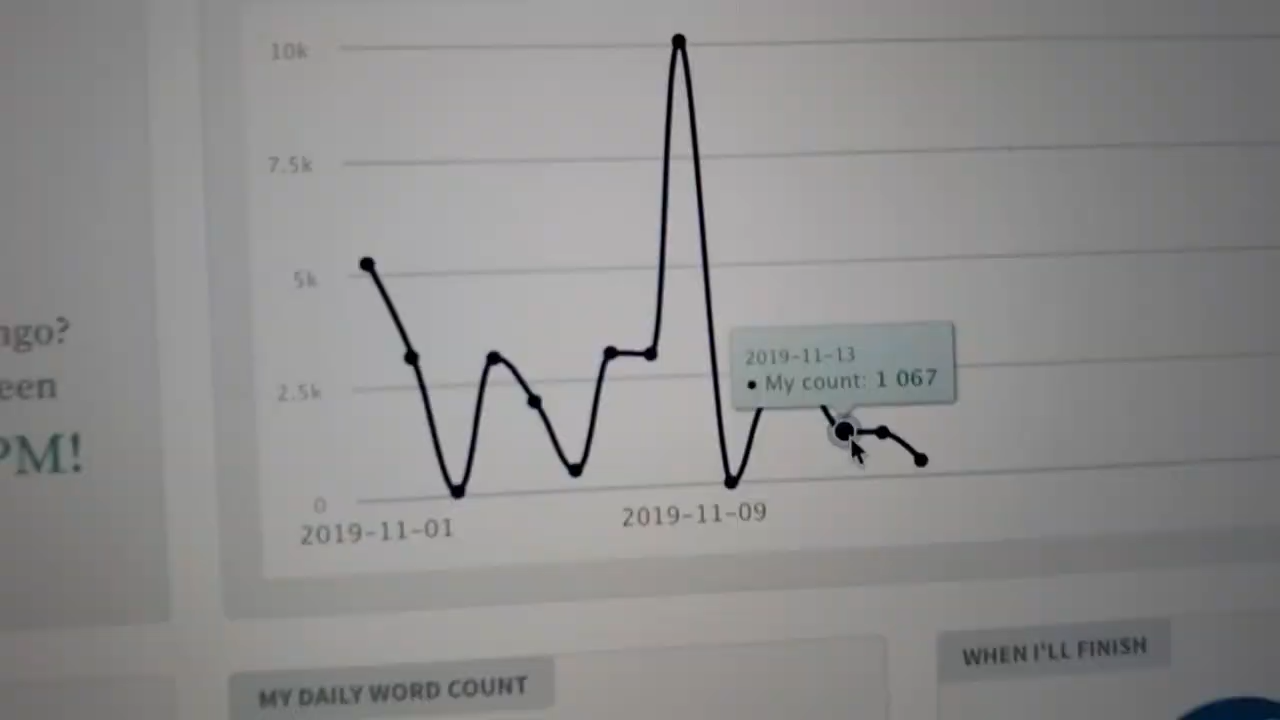 10k
7.5k
5k
2.5k
0
2019-11-01
2019-11-09
2019-11-13
● My count: 1 067
ngo?
een
PM!
MY DAILY WORD COUNT
WHEN I'LL FINISH